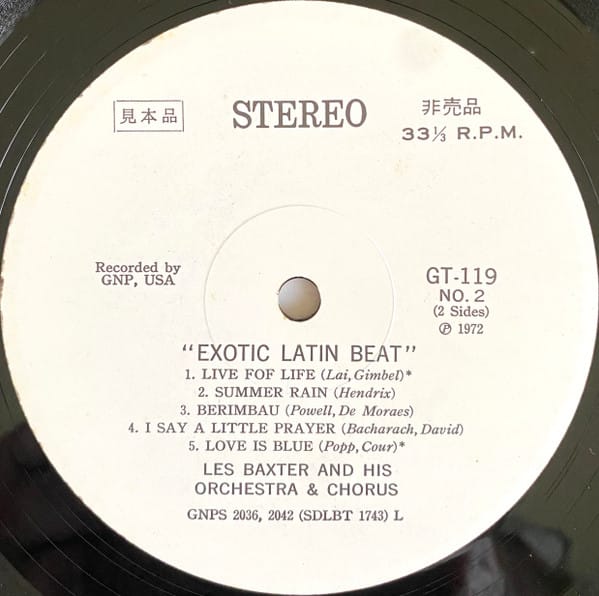 見本品
STEREO
非売品
33⅓ R.P.M.
Recorded by
GNP, USA
GT-119
NO. 2
(2 Sides)
Ⓟ 1972
"EXOTIC LATIN BEAT"
1. LIVE FOF LIFE (Lai, Gimbel)*
2. SUMMER RAIN (Hendrix)
3. BERIMBAU (Powell, De Moraes)
4. I SAY A LITTLE PRAYER (Bacharach, David)
5. LOVE IS BLUE (Popp, Cour)*
LES BAXTER AND HIS
ORCHESTRA & CHORUS
GNPS 2036, 2042 (SDLBT 1743) L